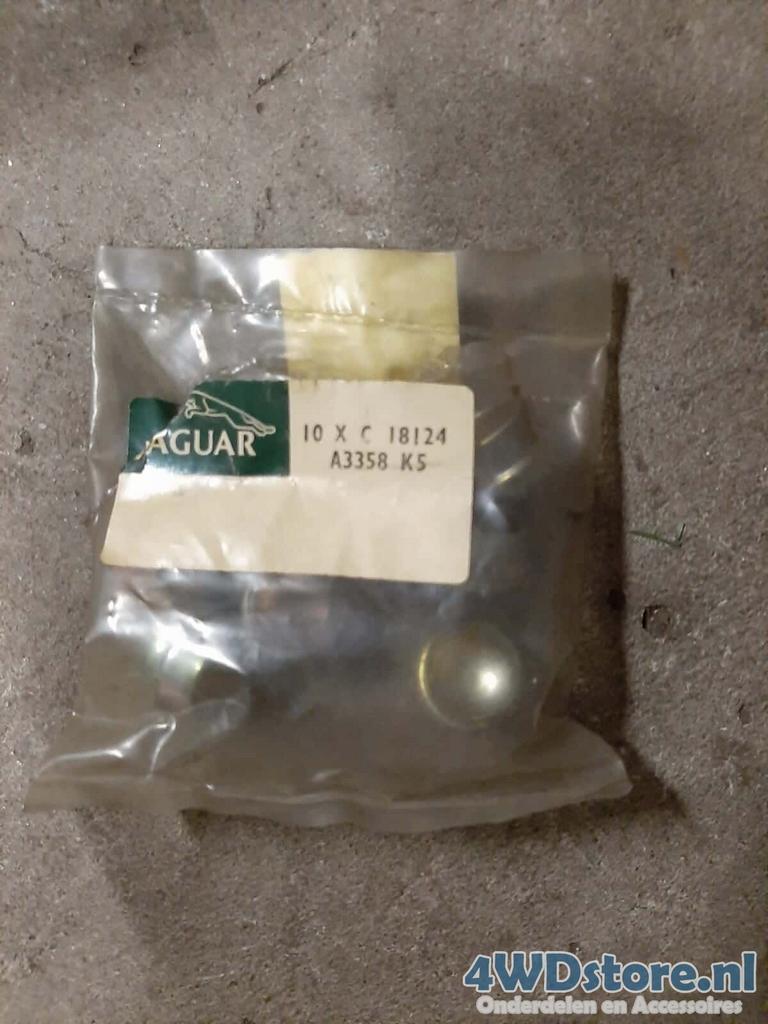 JAGUAR
10 X C 18124
A3358 K5
4WDstore.nl
Onderdelen en Accessoires